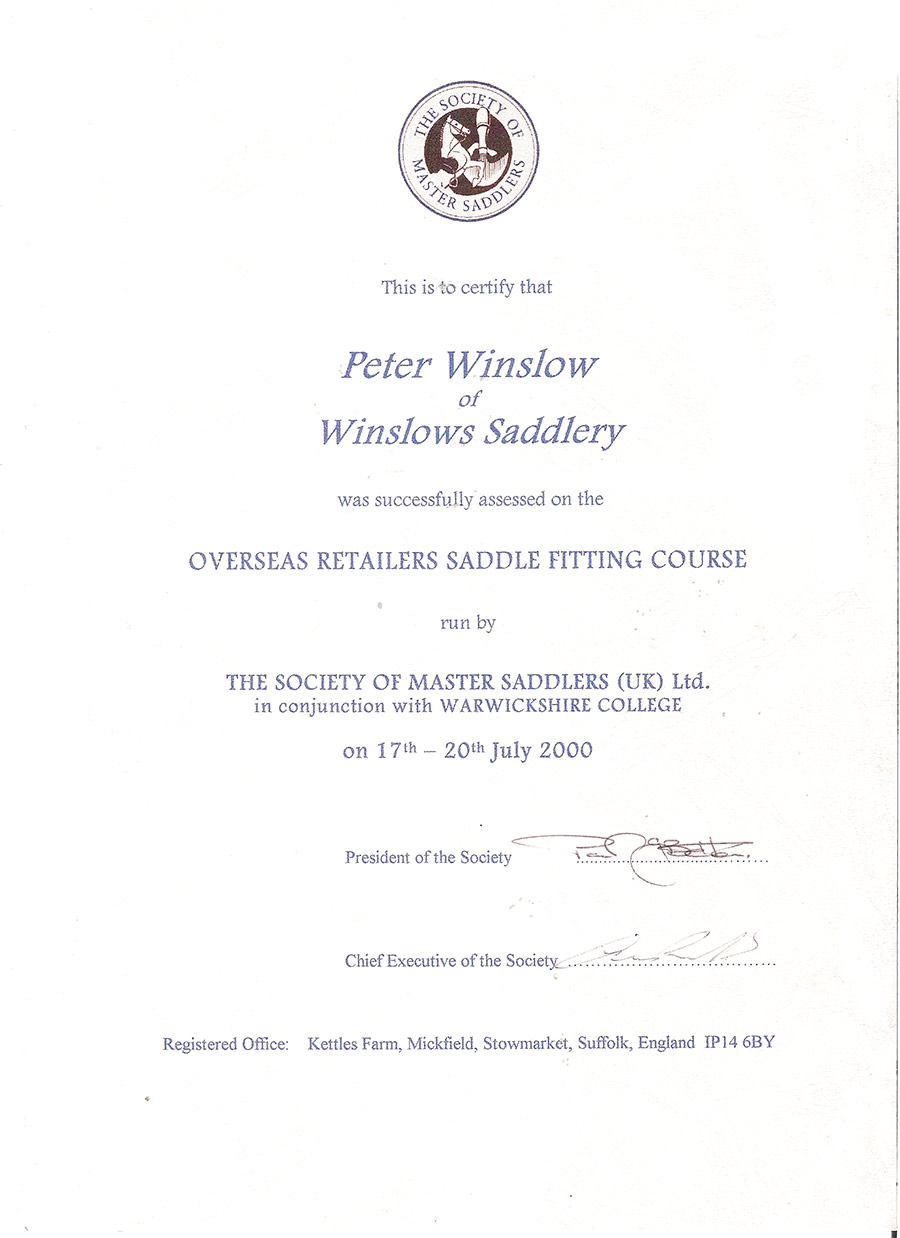 THE SOCIETY OF
MASTER SADDLERS
This is to certify that
Peter Winslow
of
Winslows Saddlery
was successfully assessed on the
OVERSEAS RETAILERS SADDLE FITTING COURSE
run by
THE SOCIETY OF MASTER SADDLERS (UK) Ltd.
in conjunction with WARWICKSHIRE COLLEGE
on 17th – 20th July 2000
President of the Society
Chief Executive of the Society
Registered Office: Kettles Farm, Mickfield, Stowmarket, Suffolk, England IP14 6BY